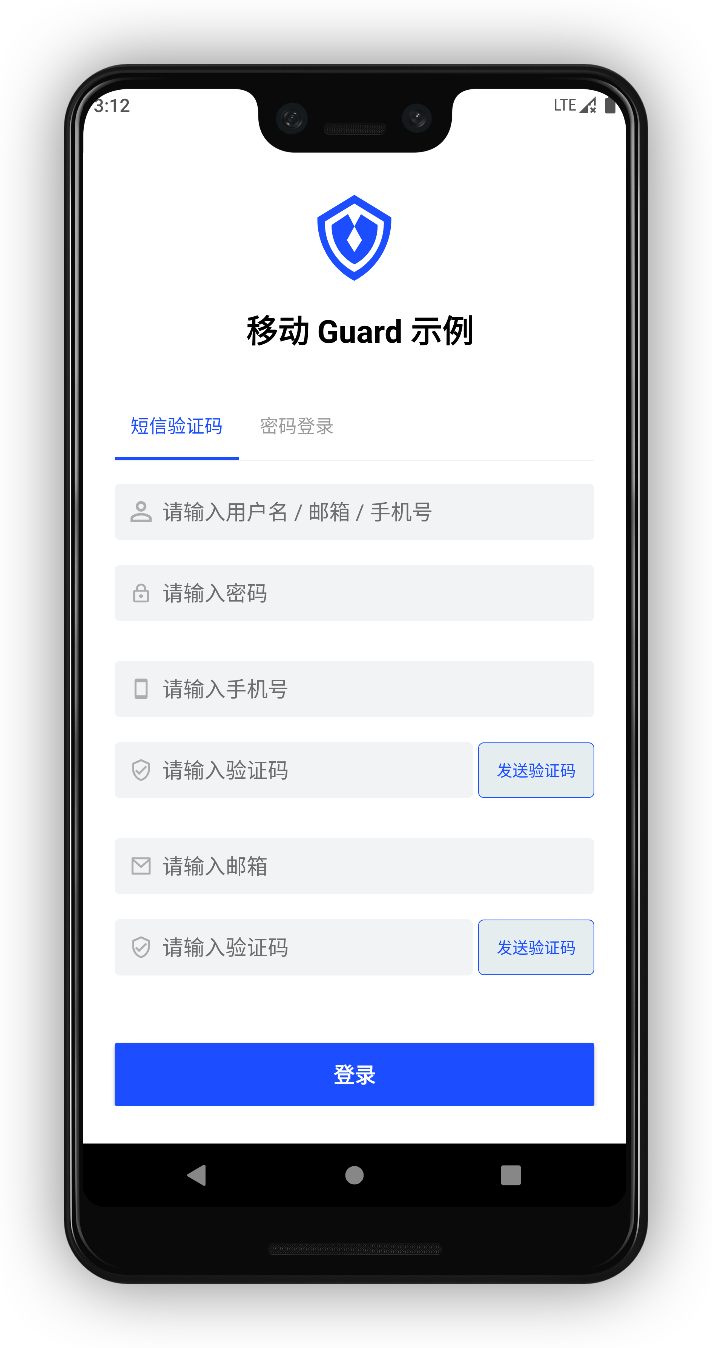 3:12 LTE
移动 Guard 示例
短信验证码 密码登录
请输入用户名 / 邮箱 / 手机号
请输入密码
请输入手机号
请输入验证码 发送验证码
请输入邮箱
请输入验证码 发送验证码
登录